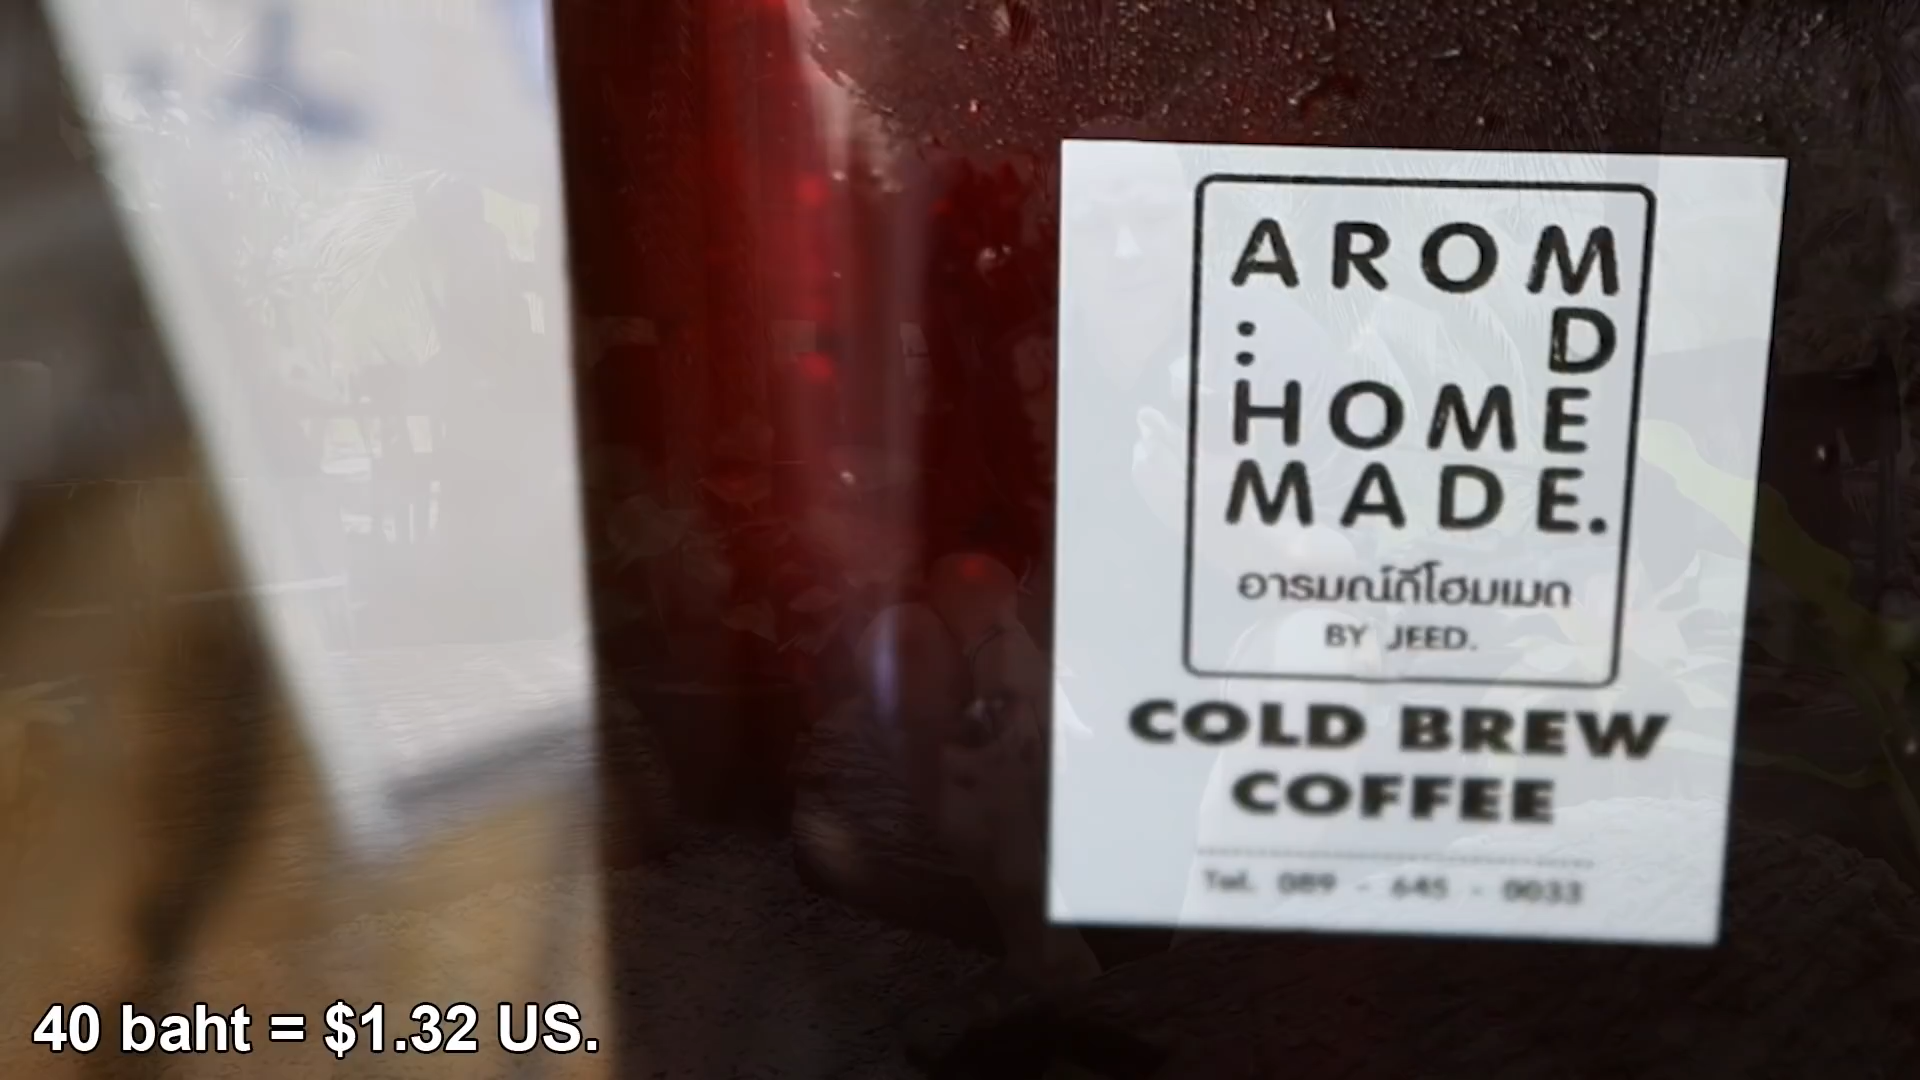 AROM
: D
HOME
MADE.
อารมณ์ดีโฮมเมด
BY JEED.
COLD BREW
COFFEE
Tel. 089 - 645 - 0033
40 baht = $1.32 US.